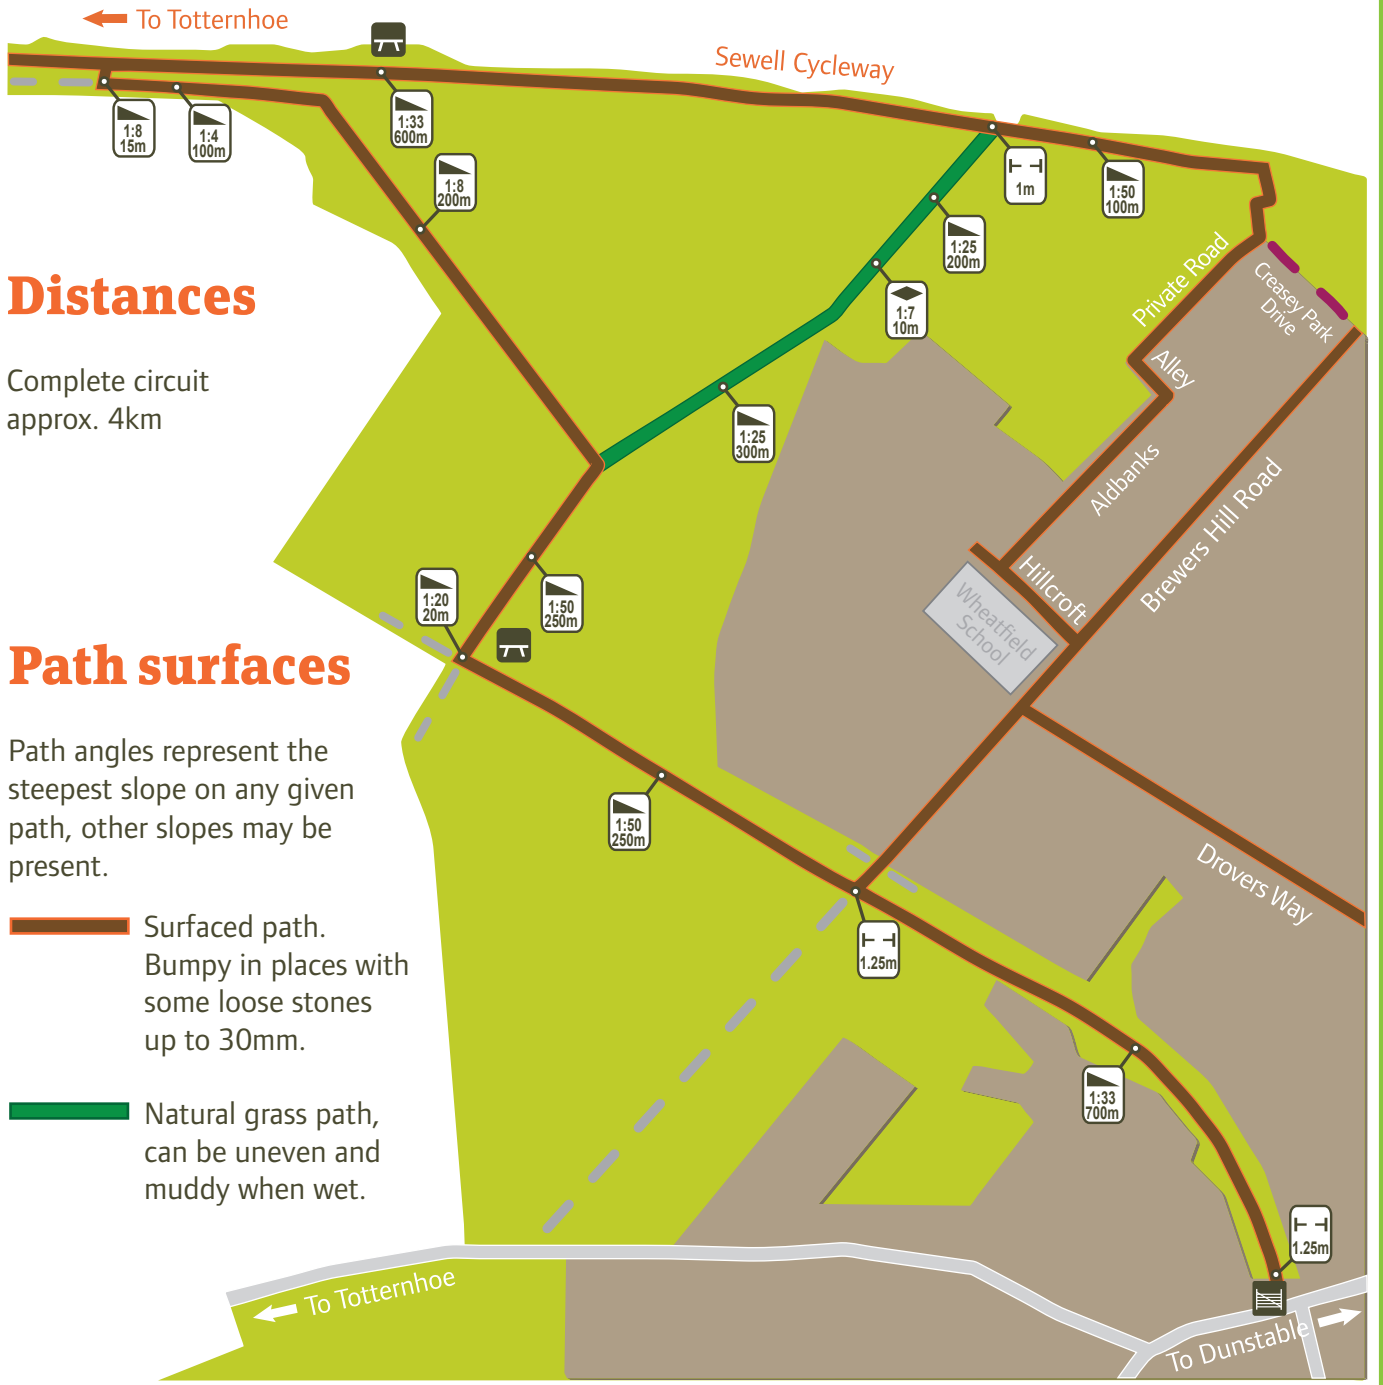 To Totternhoe
Sewell Cycleway
1:8
15m
1:4
100m
1:33
600m
1:8
200m
1m
1:50
100m
1:25
200m
1:7
10m
1:25
300m
Private Road
Creasey Park
Drive
Alley
Aldbanks
Brewers Hill Road
Hillcroft
Wheatfield
School
Distances
Complete circuit
approx. 4km
1:20
20m
1:50
250m
Path surfaces
Path angles represent the
steepest slope on any given
path, other slopes may be
present.
Surfaced path.
Bumpy in places with
some loose stones
up to 30mm.
Natural grass path,
can be uneven and
muddy when wet.
1:50
250m
Drovers Way
1.25m
1:33
700m
1.25m
To Totternhoe
To Dunstable